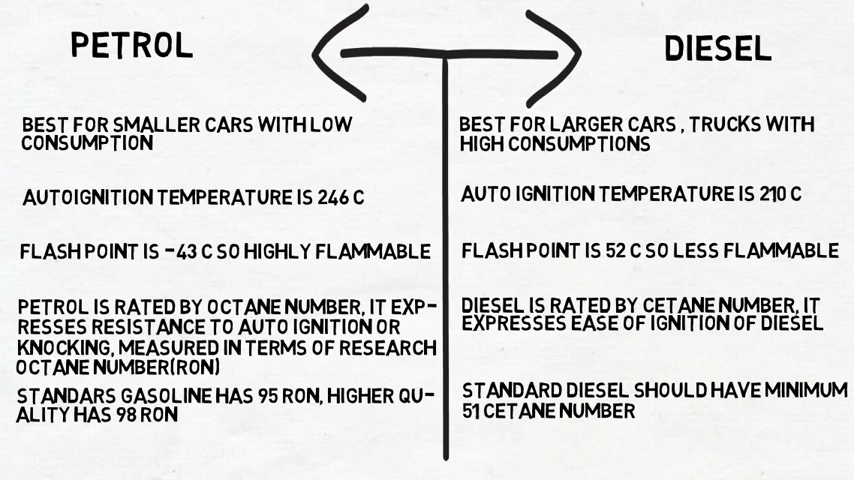 PETROL
DIESEL
BEST FOR SMALLER CARS WITH LOW
CONSUMPTION
AUTOIGNITION TEMPERATURE IS 246 C
FLASH POINT IS -43 C SO HIGHLY FLAMMABLE
PETROL IS RATED BY OCTANE NUMBER, IT EXP-
RESSES RESISTANCE TO AUTO IGNITION OR
KNOCKING, MEASURED IN TERMS OF RESEARCH
OCTANE NUMBER(RON)
STANDARS GASOLINE HAS 95 RON, HIGHER QU-
ALITY HAS 98 RON
BEST FOR LARGER CARS , TRUCKS WITH
HIGH CONSUMPTIONS
AUTO IGNITION TEMPERATURE IS 210 C
FLASH POINT IS 52 C SO LESS FLAMMABLE
DIESEL IS RATED BY CETANE NUMBER, IT
EXPRESSES EASE OF IGNITION OF DIESEL
STANDARD DIESEL SHOULD HAVE MINIMUM
51 CETANE NUMBER